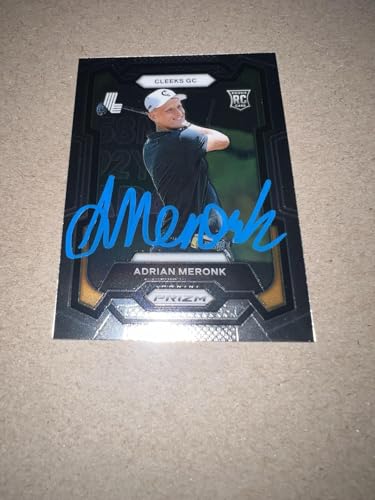 CLEEKS GC
RC
AMeronk
ADRIAN MERONK
PANINI
PRIZM